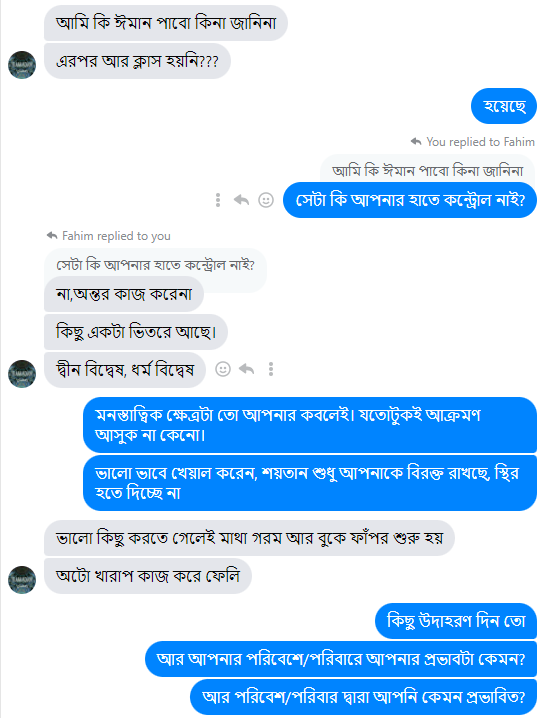 আমি কি ঈমান পাবো কিনা জানিনা
এরপর আর ক্লাস হয়নি???
হয়েছে
You replied to Fahim
আমি কি ঈমান পাবো কিনা জানিনা
সেটা কি আপনার হাতে কন্ট্রোল নাই?
Fahim replied to you
সেটা কি আপনার হাতে কন্ট্রোল নাই?
না,অন্তর কাজ করেনা
কিছু একটা ভিতরে আছে।
দ্বীন বিদ্বেষ, ধর্ম বিদ্বেষ
মনস্তাত্বিক ক্ষেত্রটা তো আপনার কবলেই। যতোটুকই আক্রমণ
আসুক না কেনো।
ভালো ভাবে খেয়াল করেন, শয়তান শুধু আপনাকে বিরক্ত রাখছে, স্থির
হতে দিচ্ছে না
ভালো কিছু করতে গেলেই মাথা গরম আর বুকে ফাঁপর শুরু হয়
অটো খারাপ কাজ করে ফেলি
কিছু উদাহরণ দিন তো
আর আপনার পরিবেশে/পরিবারে আপনার প্রভাবটা কেমন?
আর পরিবেশ/পরিবার দ্বারা আপনি কেমন প্রভাবিত?